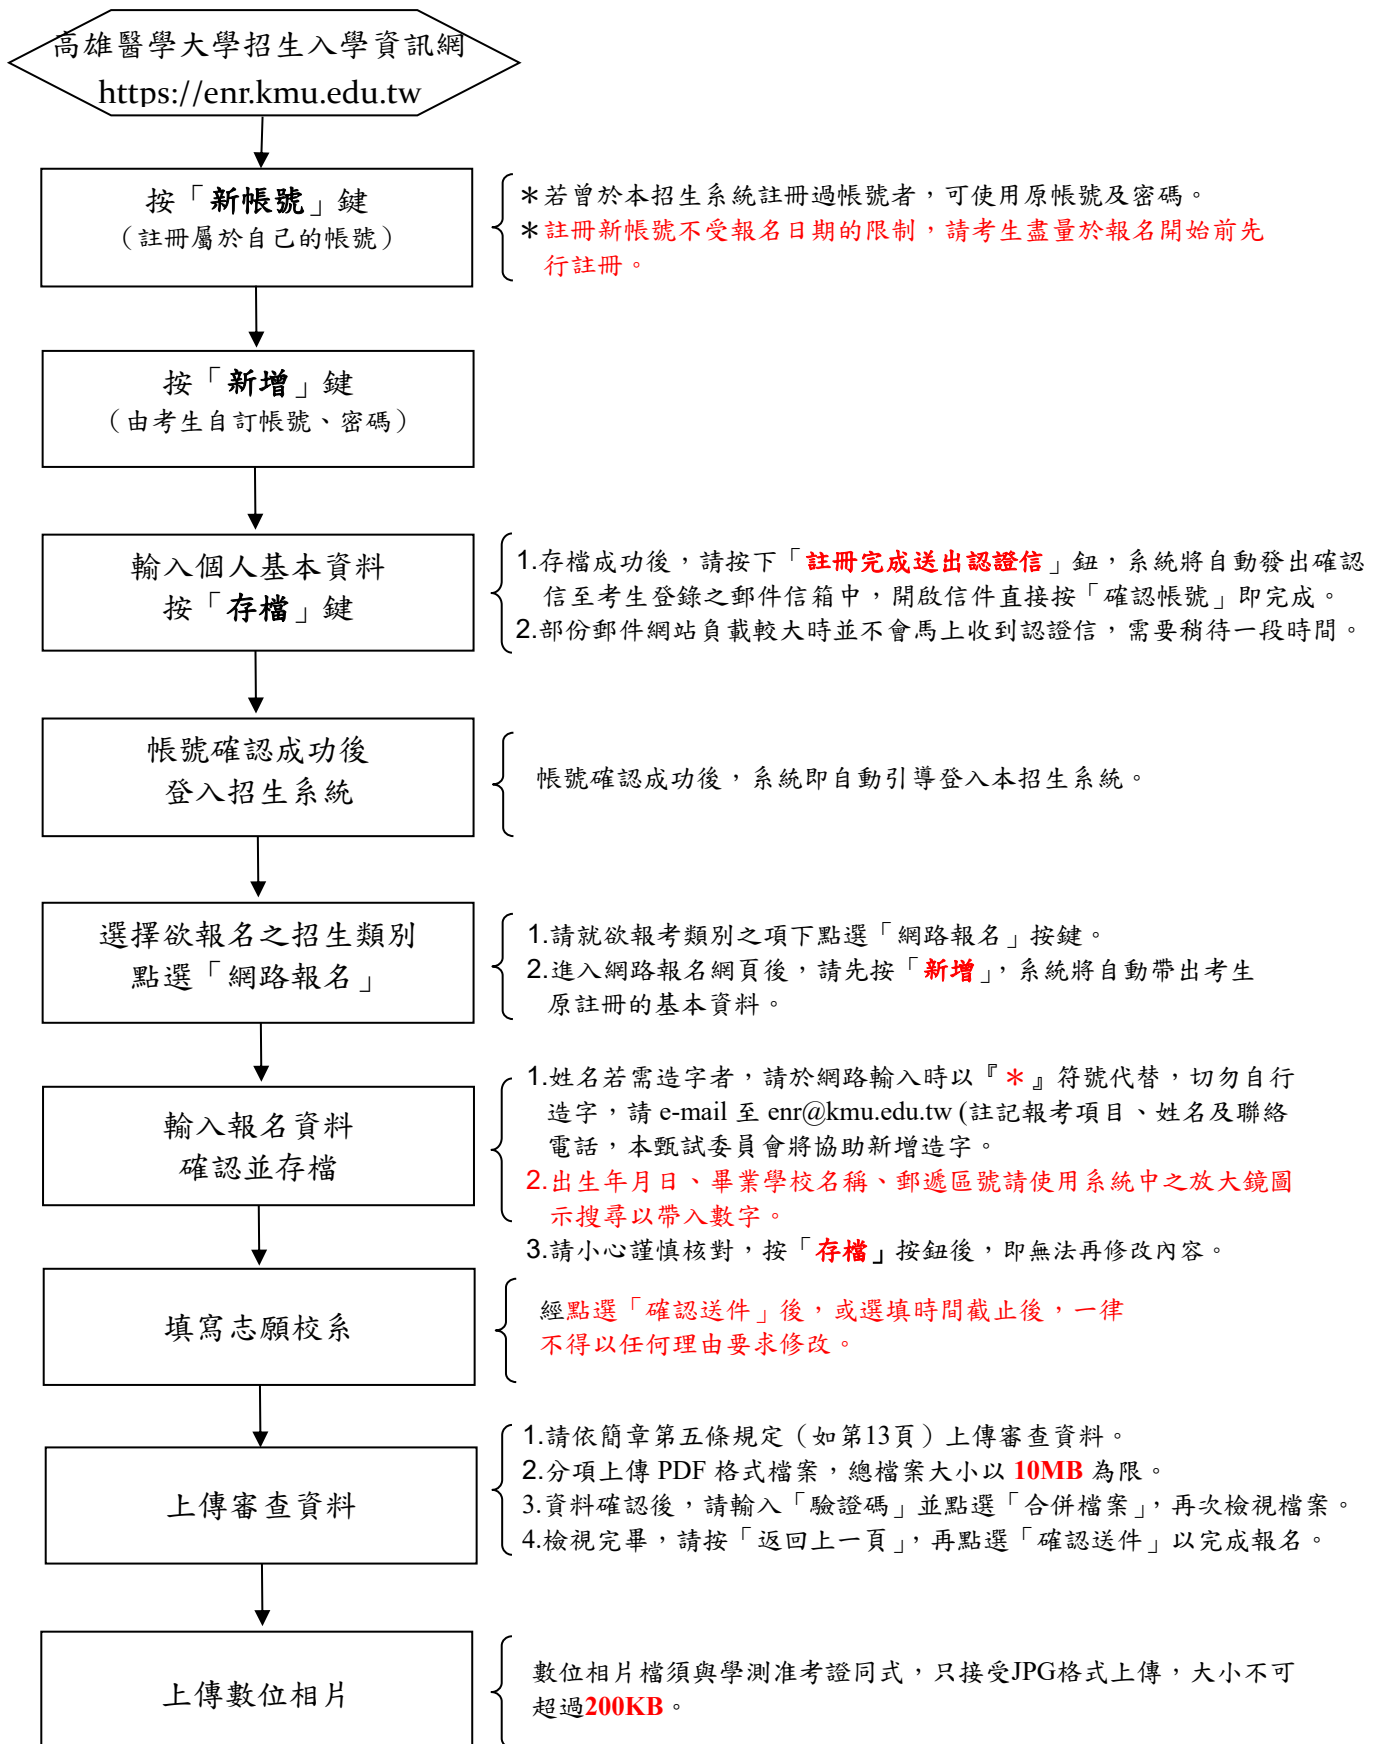 高雄醫學大學招生入學資訊網
https://enr.kmu.edu.tw
按「新帳號」鍵
（註冊屬於自己的帳號）
＊若曾於本招生系統註冊過帳號者，可使用原帳號及密碼。
＊註冊新帳號不受報名日期的限制，請考生盡量於報名開始前先
行註冊。
按「新增」鍵
（由考生自訂帳號、密碼）
輸入個人基本資料
按「存檔」鍵
1.存檔成功後，請按下「註冊完成送出認證信」鈕，系統將自動發出確認
信至考生登錄之郵件信箱中，開啟信件直接按「確認帳號」即完成。
2.部份郵件網站負載較大時並不會馬上收到認證信，需要稍待一段時間。
帳號確認成功後
登入招生系統
帳號確認成功後，系統即自動引導登入本招生系統。
選擇欲報名之招生類別
點選「網路報名」
1.請就欲報考類別之項下點選「網路報名」按鍵。
2.進入網路報名網頁後，請先按「新增」，系統將自動帶出考生
原註冊的基本資料。
輸入報名資料
確認並存檔
1.姓名若需造字者，請於網路輸入時以『＊』符號代替，切勿自行
造字，請 e-mail 至 enr@kmu.edu.tw (註記報考項目、姓名及聯絡
電話，本甄試委員會將協助新增造字。
2.出生年月日、畢業學校名稱、郵遞區號請使用系統中之放大鏡圖
示搜尋以帶入數字。
3.請小心謹慎核對，按「存檔」按鈕後，即無法再修改內容。
填寫志願校系
經點選「確認送件」後，或選填時間截止後，一律
不得以任何理由要求修改。
上傳審查資料
1.請依簡章第五條規定（如第13頁）上傳審查資料。
2.分項上傳 PDF 格式檔案，總檔案大小以 10MB 為限。
3.資料確認後，請輸入「驗證碼」並點選「合併檔案」，再次檢視檔案。
4.檢視完畢，請按「返回上一頁」，再點選「確認送件」以完成報名。
上傳數位相片
數位相片檔須與學測准考證同式，只接受JPG格式上傳，大小不可
超過200KB。